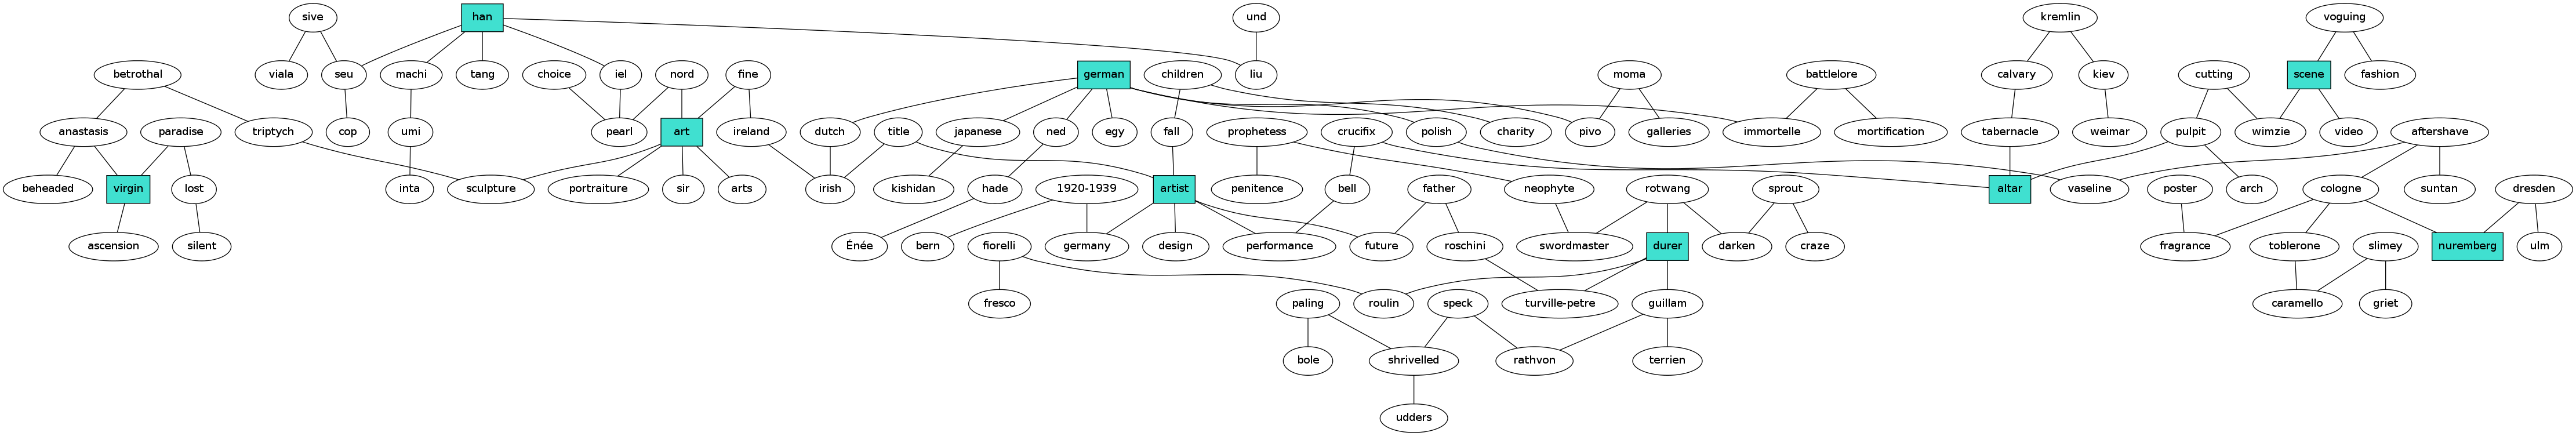 sive
han
und
kremlin
voguing
betrothal
viala
seu
machi
tang
choice
iel
nord
fine
german
children
liu
moma
battlelore
calvary
kiev
cutting
scene
fashion
anastasis
paradise
triptych
cop
umi
pearl
art
ireland
dutch
title
japanese
ned
egy
fall
prophetess
crucifix
polish
charity
pivo
galleries
immortelle
mortification
tabernacle
weimar
pulpit
wimzie
video
aftershave
beheaded
virgin
lost
inta
sculpture
portraiture
sir
arts
irish
kishidan
hade
1920-1939
artist
penitence
bell
father
neophyte
rotwang
sprout
altar
vaseline
poster
arch
cologne
suntan
dresden
ascension
silent
Énée
bern
fiorelli
germany
design
performance
future
roschini
swordmaster
durer
darken
craze
fragrance
toblerone
slimey
nuremberg
ulm
fresco
paling
roulin
speck
turville-petre
guillam
caramello
griet
bole
shrivelled
rathvon
terrien
udders